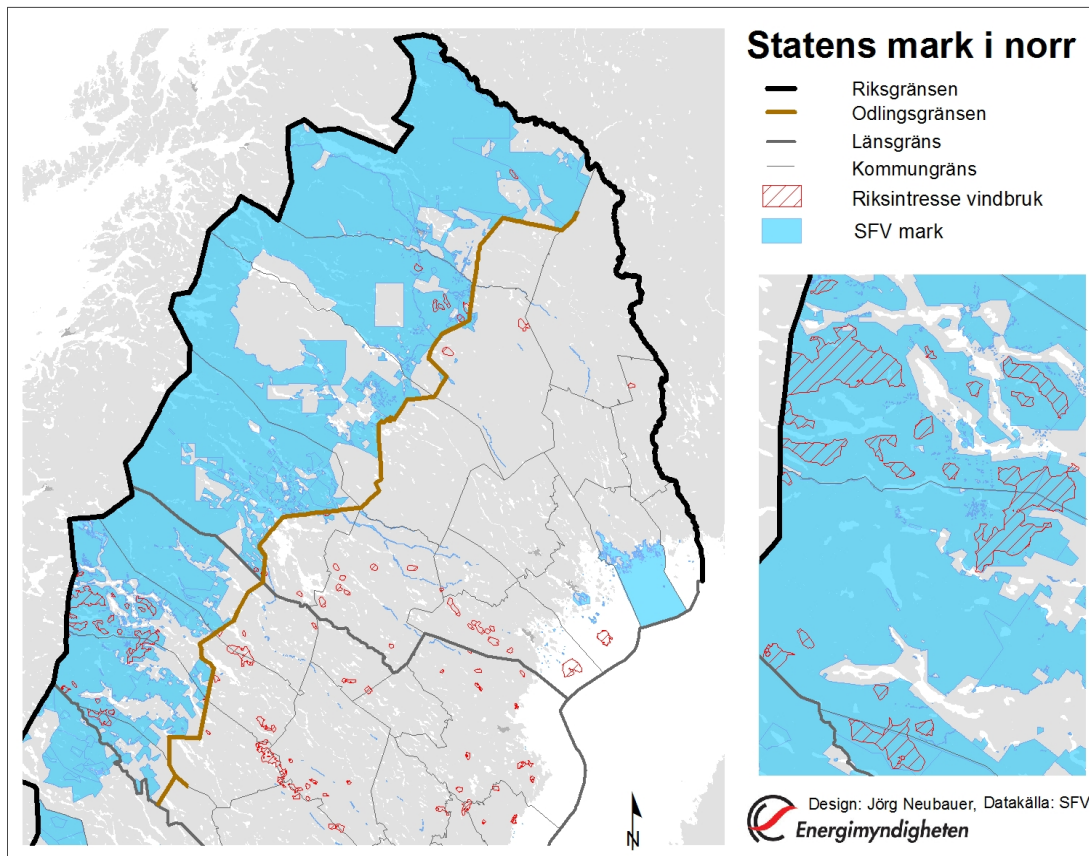 Statens mark i norr
Riksgränsen
Odlingsgränsen
Länsgräns
Kommungräns
Riksintresse vindbruk
SFV mark
N
Design: Jörg Neubauer, Datakälla: SFV
Energimyndigheten